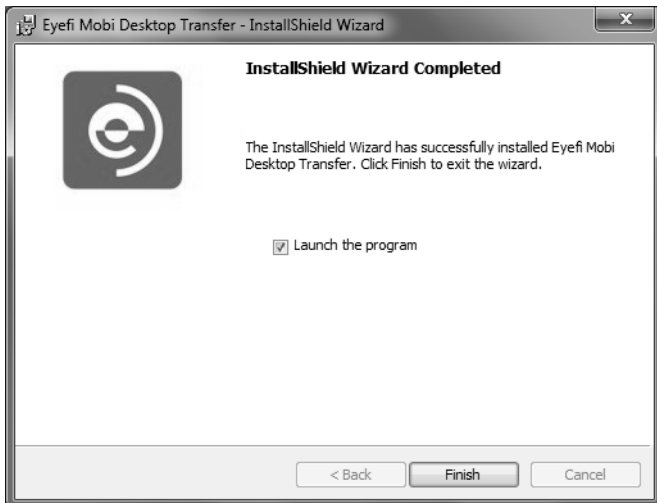 Eyefi Mobi Desktop Transfer - InstallShield Wizard
InstallShield Wizard Completed
The InstallShield Wizard has successfully installed Eyefi Mobi
Desktop Transfer. Click Finish to exit the wizard.
Launch the program
< Back Finish Cancel